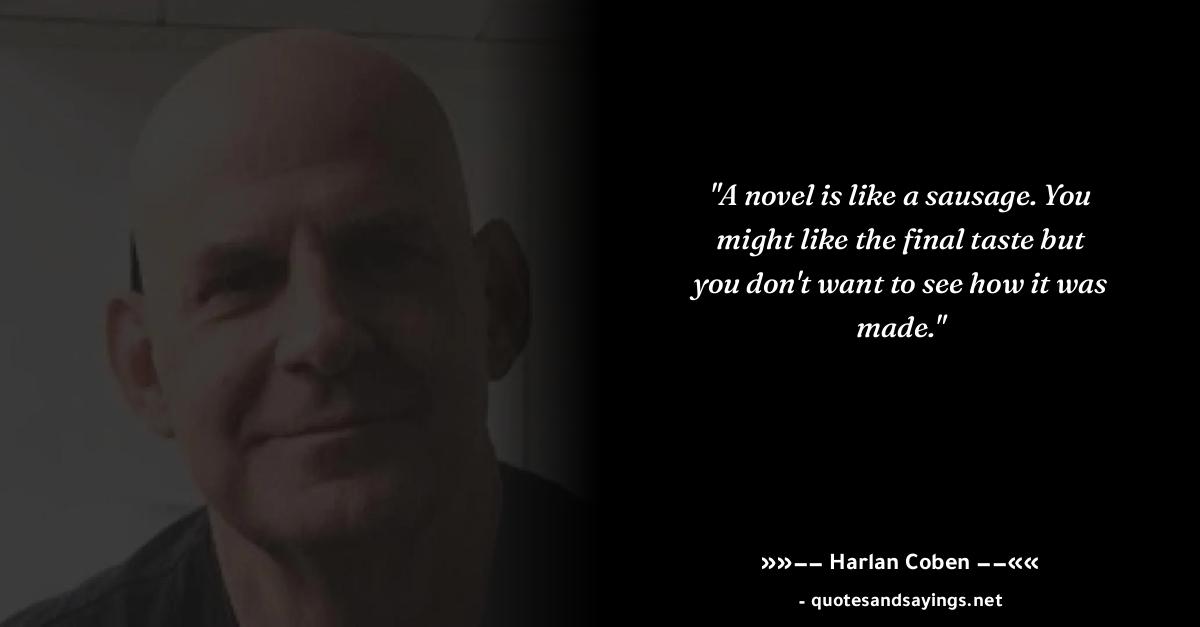 "A novel is like a sausage. You
might like the final taste but
you don't want to see how it was
made."
»»−− Harlan Coben −−««
- quotesandsayings.net